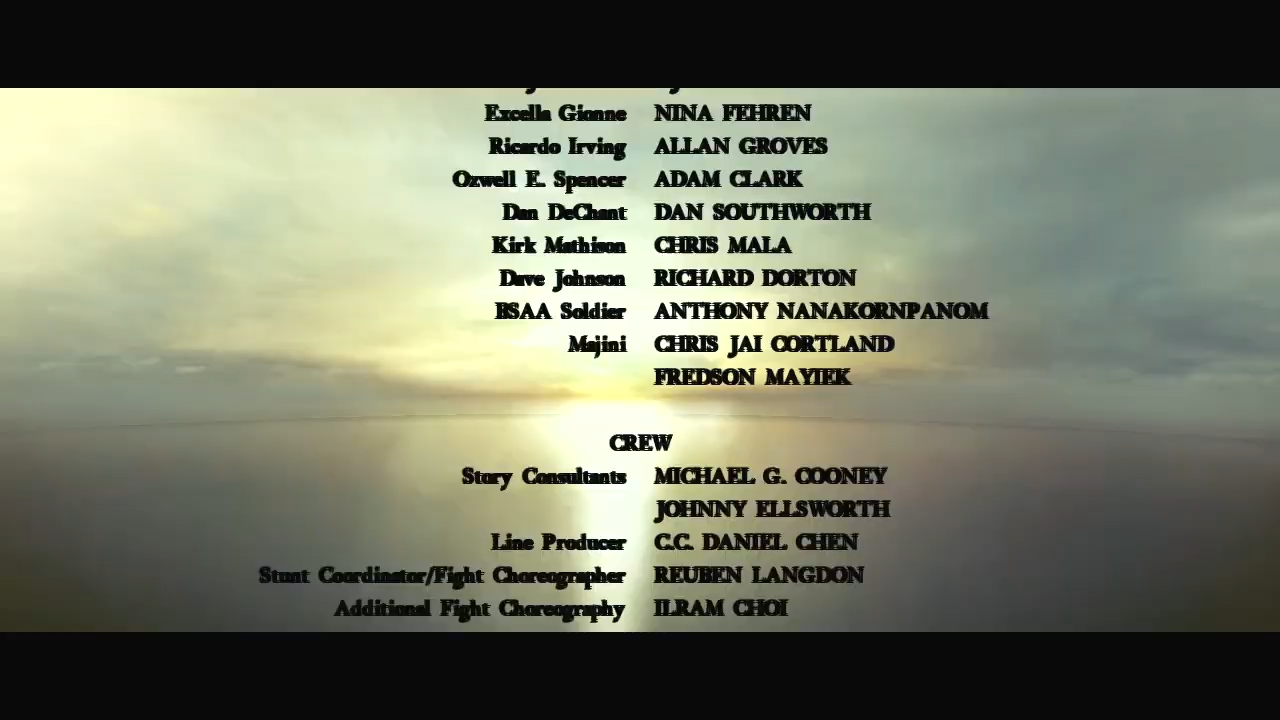 Excella Gionne NINA FEHREN
Ricardo Irving ALLAN GROVES
Ozwell E. Spencer ADAM CLARK
Dan DeChant DAN SOUTHWORTH
Kirk Mathison CHRIS MALA
Dave Johnson RICHARD DORTON
BSAA Soldier ANTHONY NANAKORNPANOM
Majini CHRIS JAI CORTLAND
FREDSON MAYIEK
CREW
Story Consultants MICHAEL G. COONEY
JOHNNY ELLSWORTH
Line Producer C.C. DANIEL CHEN
Stunt Coordinator/Fight Choreographer REUBEN LANGDON
Additional Fight Choreography ILRAM CHOI